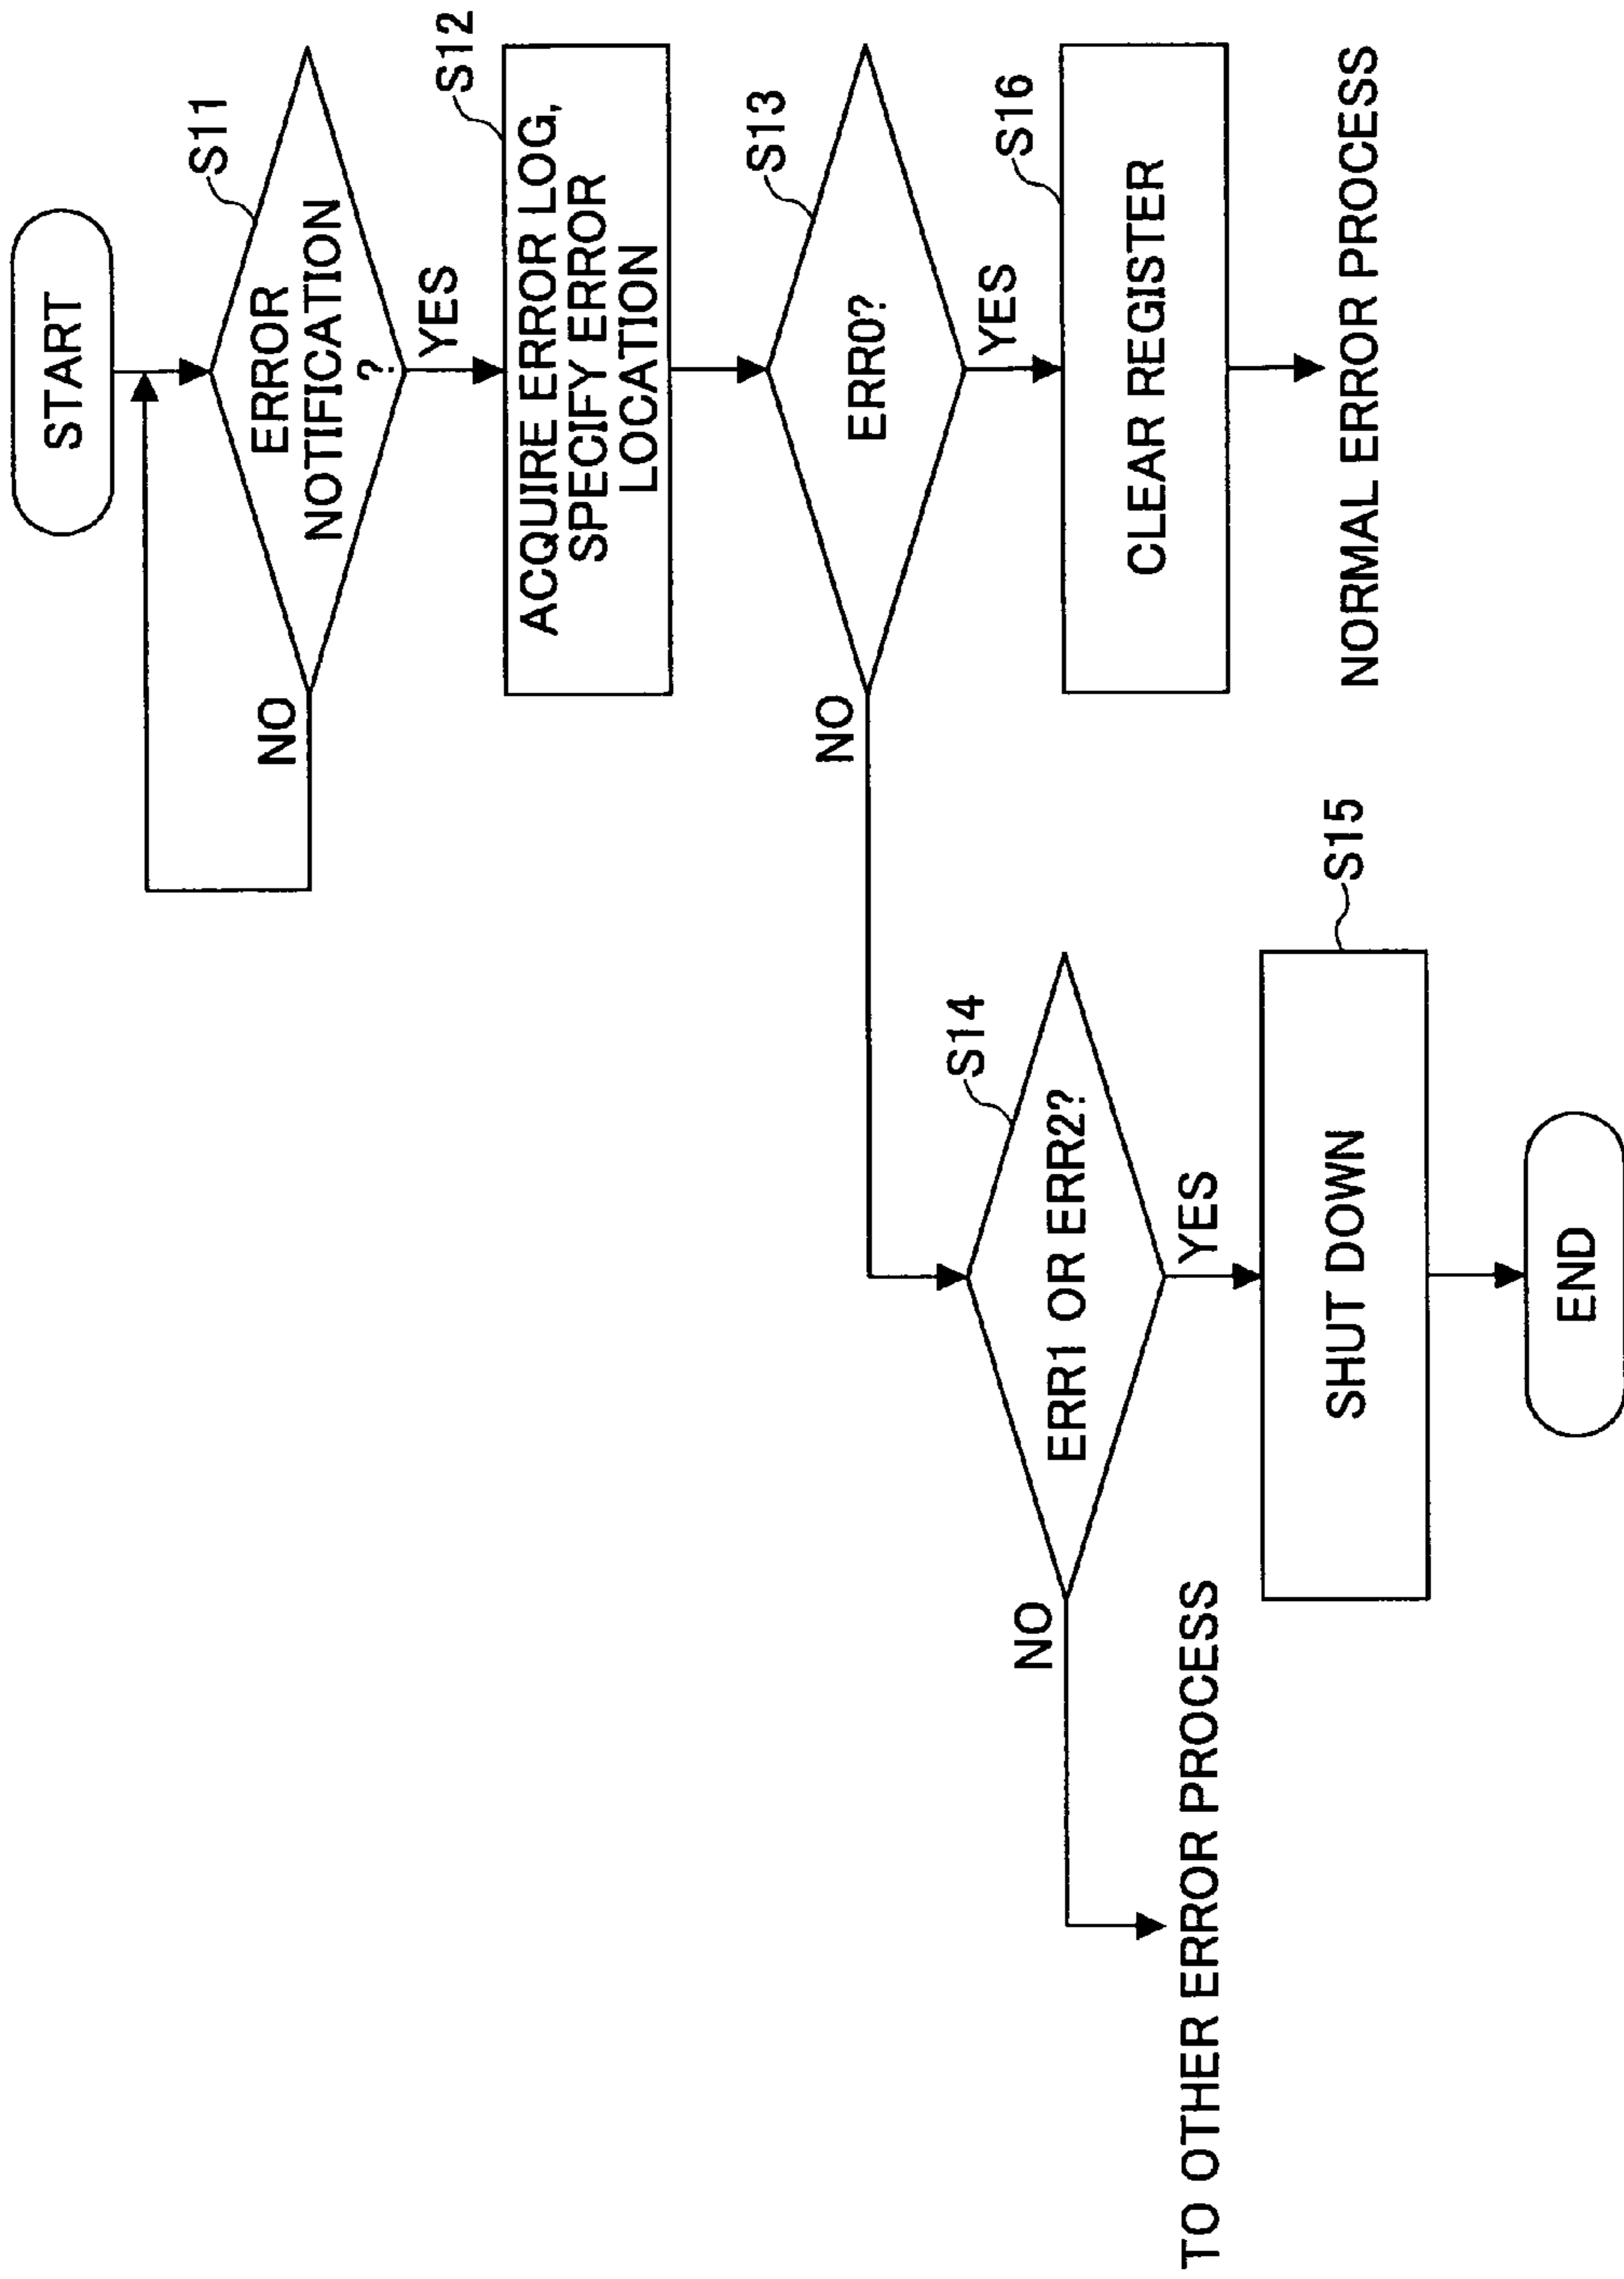 START
S11
ERROR
NOTIFICATION
?
NO
YES
S12
ACQUIRE ERROR LOG,
SPECIFY ERROR
LOCATION
S13
ERR0?
NO
YES
S16
CLEAR REGISTER
NORMAL ERROR PROCESS
S14
ERR1 OR ERR2?
NO
YES
TO OTHER ERROR PROCESS
S15
SHUT DOWN
END